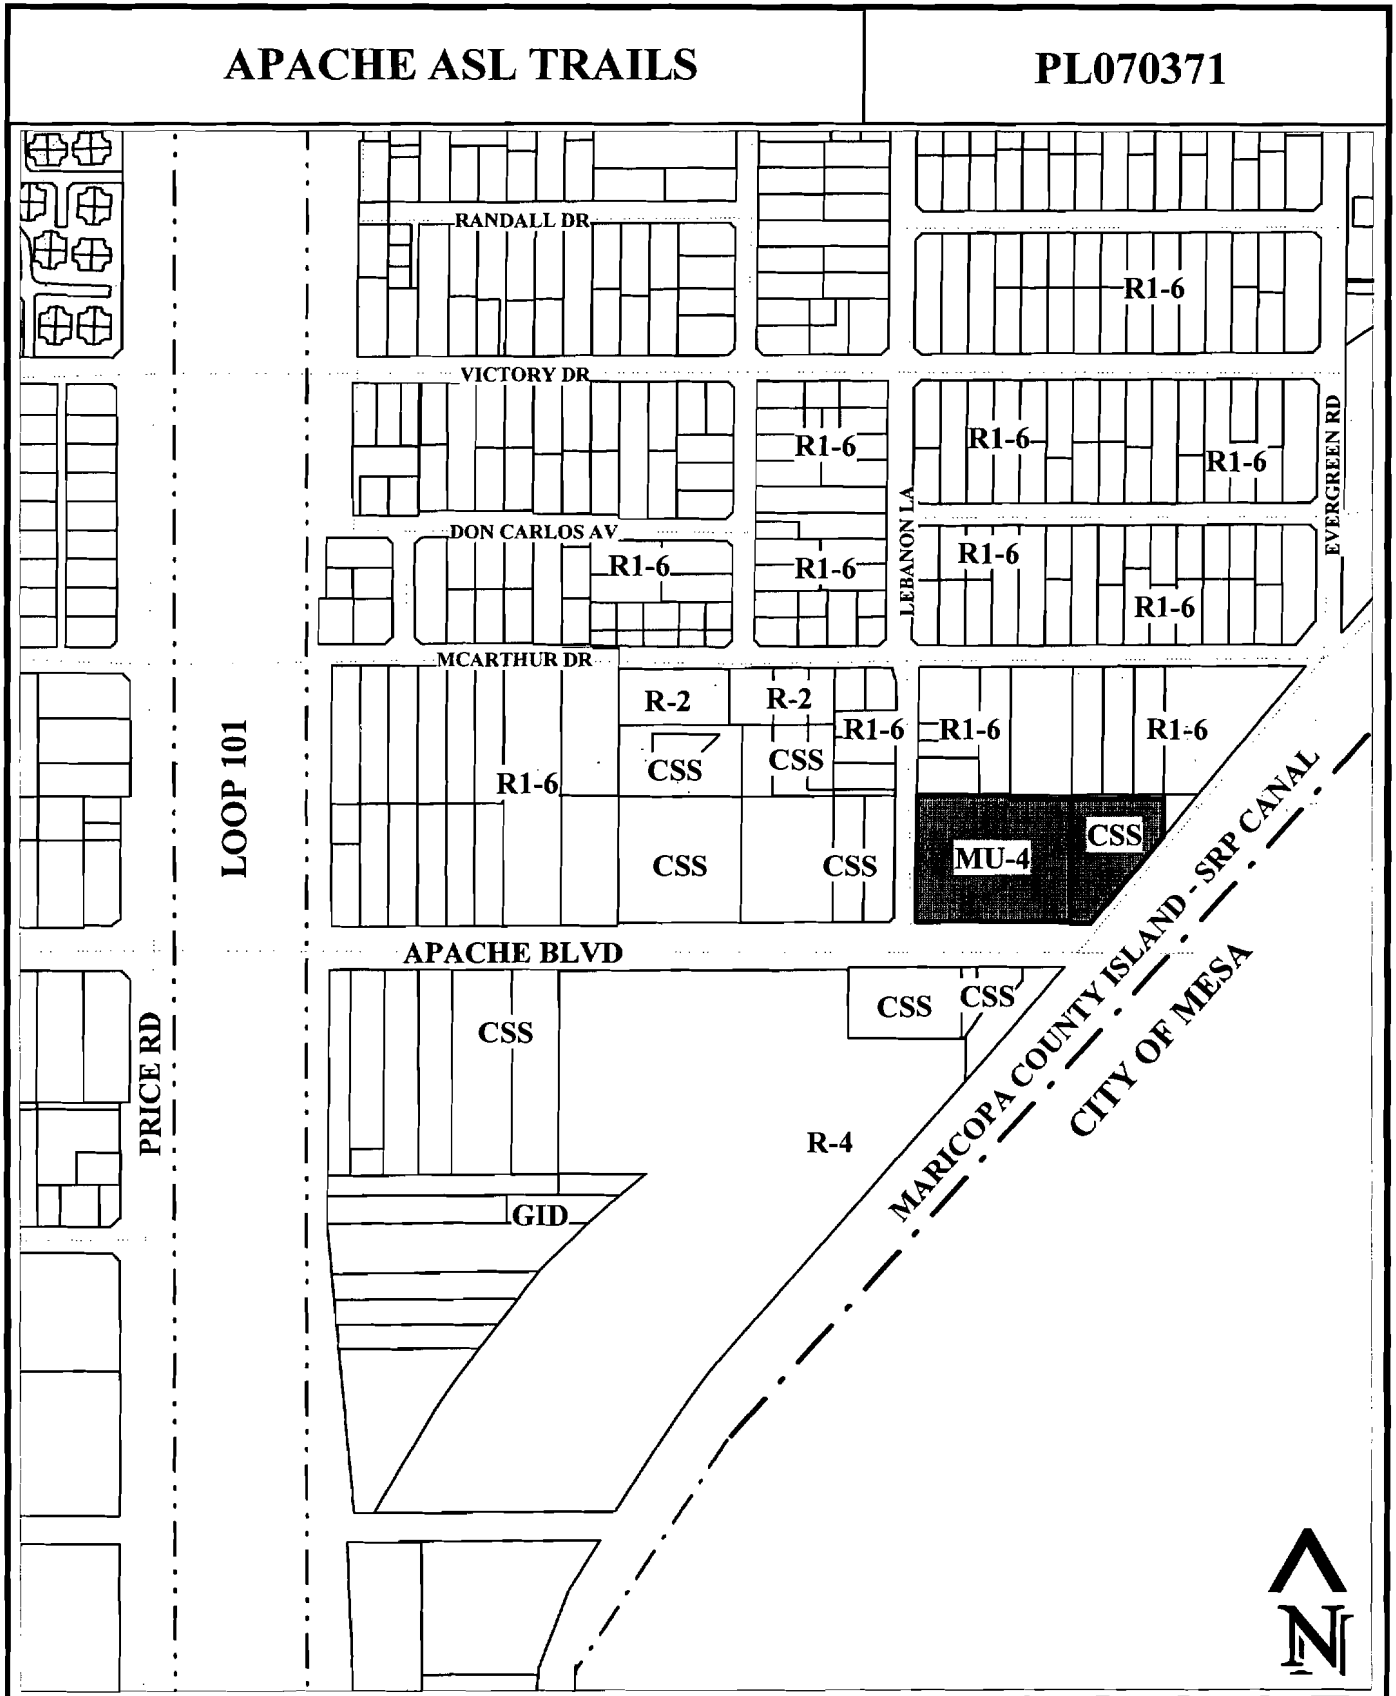 APACHE ASL TRAILS
PL070371
RANDALL DR
R1-6
VICTORY DR
R1-6
R1-6
R1-6
EVERGREEN RD
LEBANON LA
DON CARLOS AV
R1-6
R1-6
R1-6
R1-6
MCARTHUR DR
R-2
R-2
R1-6
R1-6
R1-6
LOOP 101
R1-6
CSS
CSS
CSS
CSS
MU-4
CSS
APACHE BLVD
MARICOPA COUNTY ISLAND - SRP CANAL
CITY OF MESA
PRICE RD
CSS
CSS
CSS
R-4
GID
N